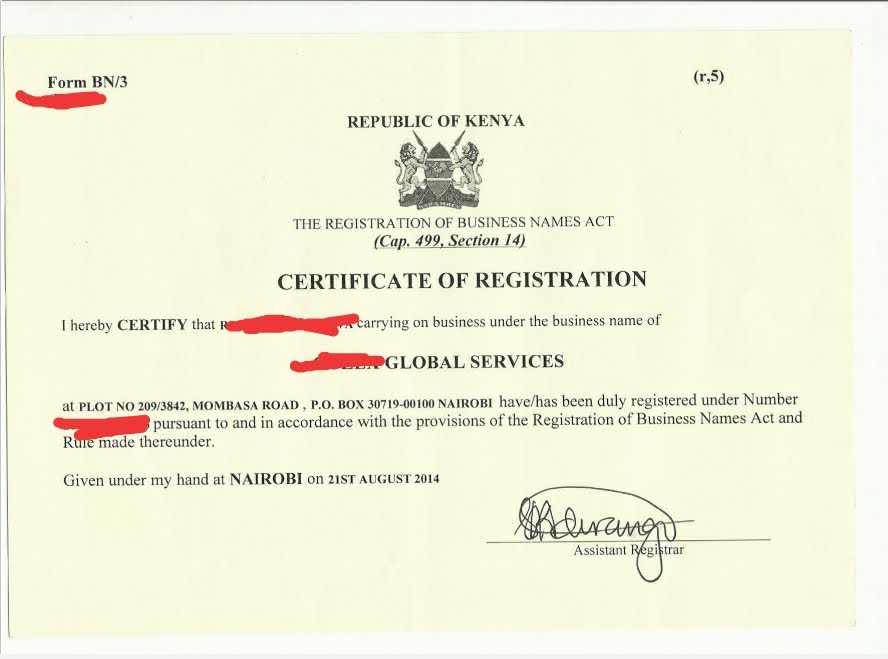 Form BN/3
(r,5)
REPUBLIC OF KENYA
THE REGISTRATION OF BUSINESS NAMES ACT
(Cap. 499, Section 14)
CERTIFICATE OF REGISTRATION
I hereby CERTIFY that carrying on business under the business name of
GLOBAL SERVICES
at PLOT NO 209/3842, MOMBASA ROAD , P.O. BOX 30719-00100 NAIROBI have/has been duly registered under Number
pursuant to and in accordance with the provisions of the Registration of Business Names Act and
Rule made thereunder.
Given under my hand at NAIROBI on 21ST AUGUST 2014
Assistant Registrar